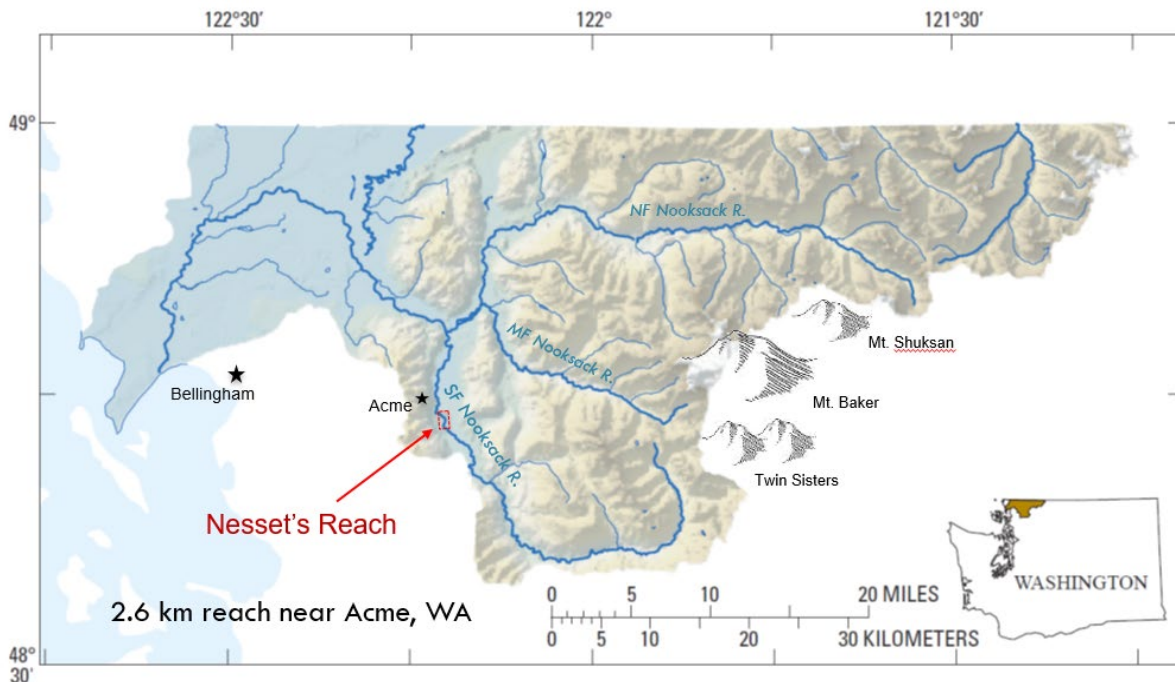 122°30'
122°
121°30'
49°
NF Nooksack R.
MF Nooksack R.
Mt. Shuksan
Bellingham
Acme
SF Nooksack R.
Mt. Baker
Twin Sisters
Nesset's Reach
WASHINGTON
2.6 km reach near Acme, WA
0 5 10 20 MILES
0 5 10 20 30 KILOMETERS
48°
30'